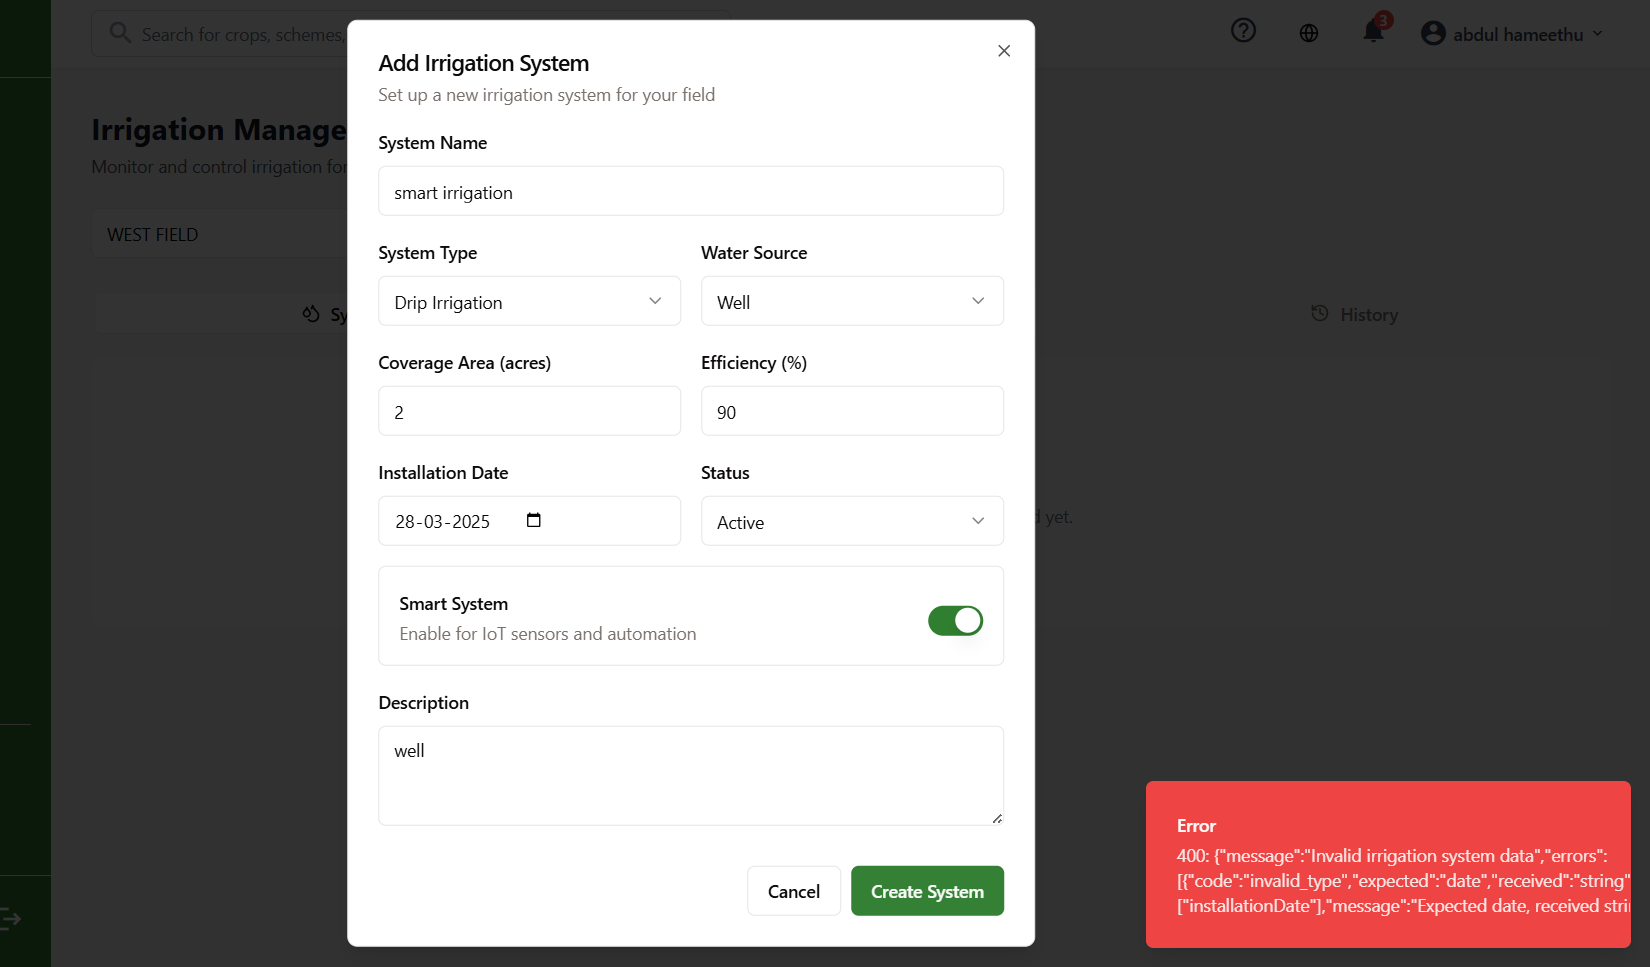 Search for crops, schemes,
3
abdul hameethu
Irrigation Manage
Monitor and control irrigation for
WEST FIELD
Sy
History
d yet.
Add Irrigation System
Set up a new irrigation system for your field
System Name
smart irrigation
System Type
Water Source
Drip Irrigation
Well
Coverage Area (acres)
Efficiency (%)
2
90
Installation Date
Status
28-03-2025
Active
Smart System
Enable for IoT sensors and automation
Description
well
Cancel
Create System
Error
400: {"message":"Invalid irrigation system data","errors":
[{"code":"invalid_type","expected":"date","received":"string"
["installationDate"],"message":"Expected date, received stri